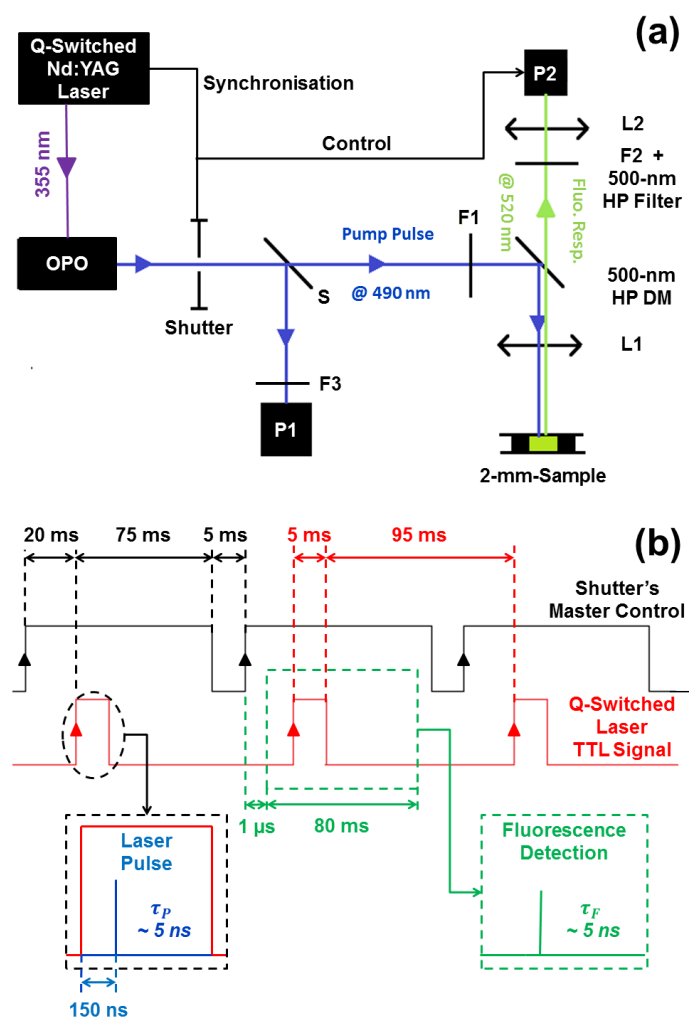 (a)
Q-Switched
Nd:YAG
Laser
Synchronisation
Control
P2
L2
F2 +
500-nm
HP Filter
355 nm
Fluo. Resp.
@ 520 nm
F1
OPO
Pump Pulse
@ 490 nm
S
Shutter
500-nm
HP DM
L1
F3
P1
2-mm-Sample
(b)
20 ms
75 ms
5 ms
5 ms
95 ms
Shutter's
Master Control
Q-Switched
Laser
TTL Signal
1 µs
80 ms
Laser
Pulse
τP
~ 5 ns
150 ns
Fluorescence
Detection
τF
~ 5 ns